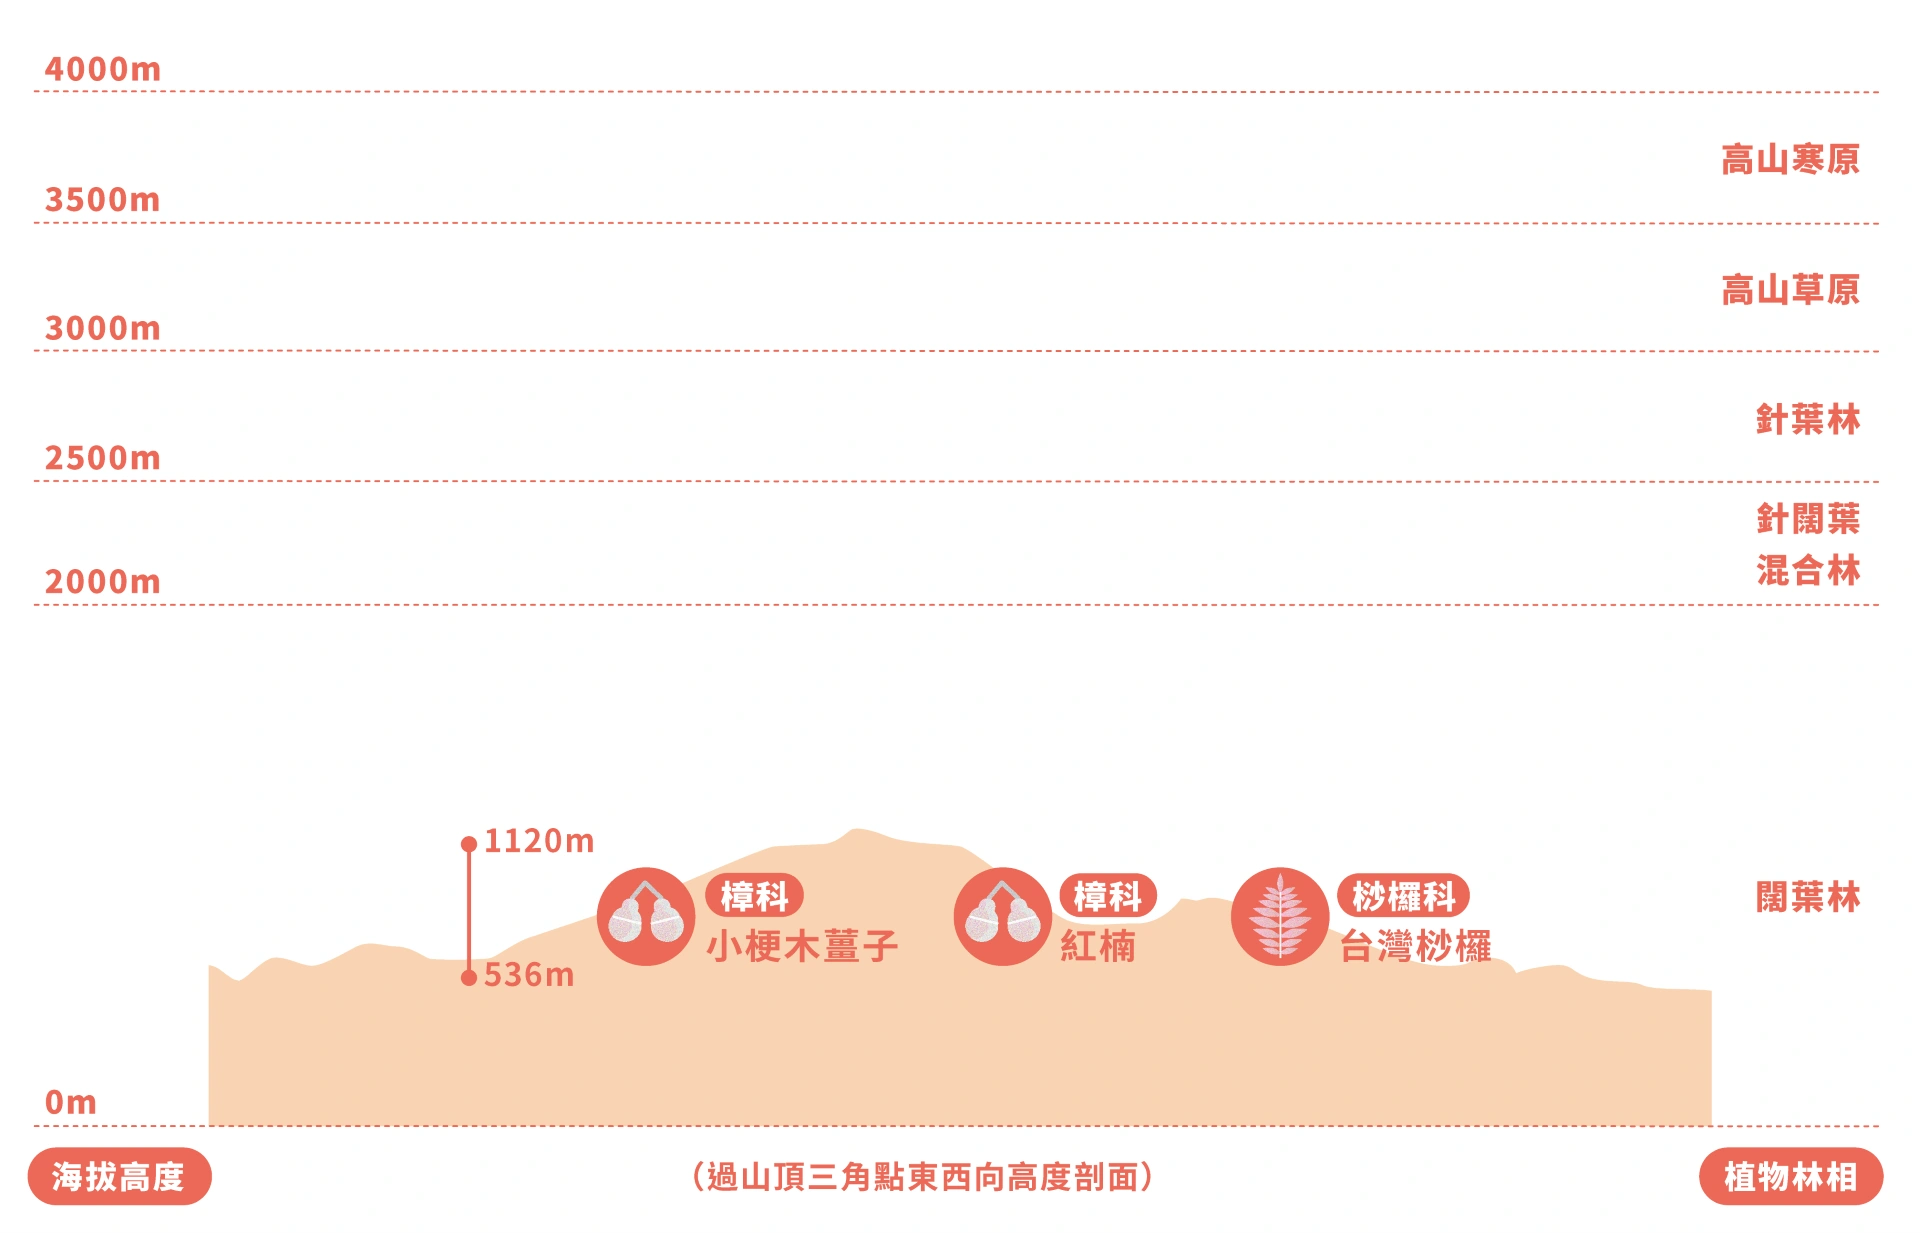 4000m
高山寒原
3500m
高山草原
3000m
針葉林
2500m
針闊葉
混合林
2000m
1120m
536m
樟科
小梗木薑子
樟科
紅楠
桫欏科
台灣桫欏
闊葉林
0m
海拔高度
（過山頂三角點東西向高度剖面）
植物林相